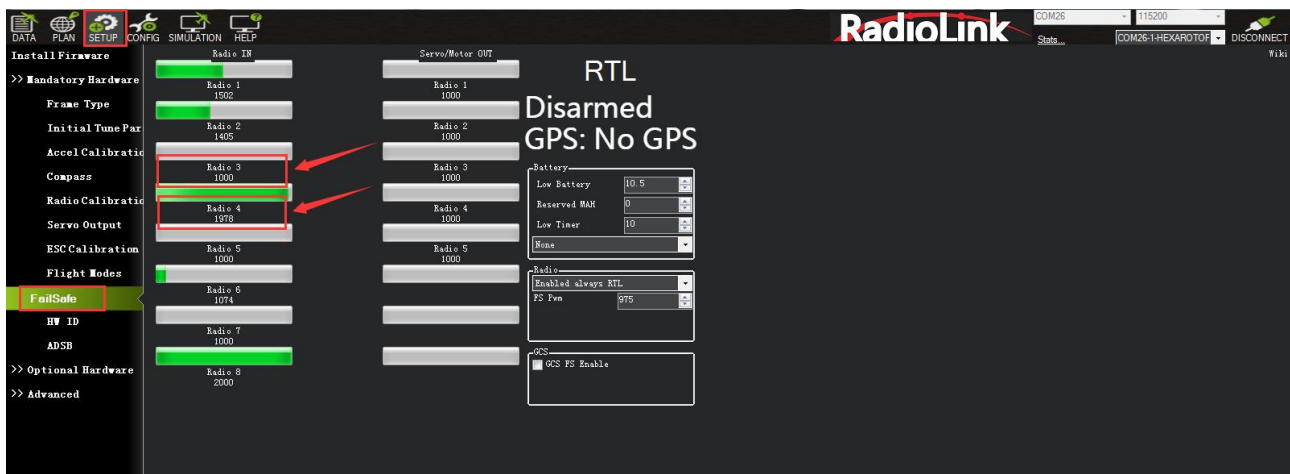 DATA PLAN SETUP CONFIG SIMULATION HELP
RadioLink
COM26 115200
Stats... COM26-1-HEXAROTOF DISCONNECT
Install Firmware
>> Mandatory Hardware
Frame Type
Initial Tune Par
Accel Calibratic
Compass
Radio Calibratic
Servo Output
ESC Calibration
Flight Modes
FailSafe
HW ID
ADSB
>> Optional Hardware
>> Advanced
Radio IN
Radio 1
1502
Radio 2
1405
Radio 3
1000
Radio 4
1978
Radio 5
1000
Radio 6
1074
Radio 7
1000
Radio 8
2000
Servo/Motor OUT
Radio 1
1000
Radio 2
1000
Radio 3
1000
Radio 4
1000
Radio 5
1000
RTL
Disarmed
GPS: No GPS
Battery
Low Battery 10.5
Reserved MAH 0
Low Timer 10
None
Radio
Enabled always RTL
FS Pwm 975
GCS
GCS FS Enable
Wiki